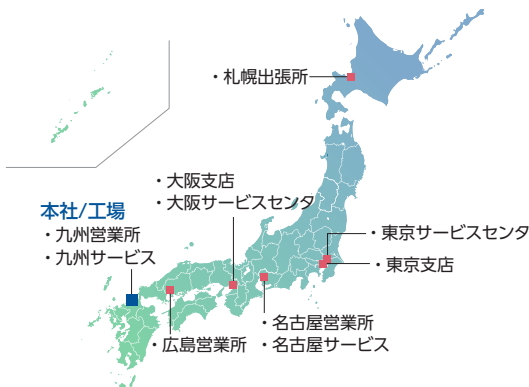 ・札幌出張所
・大阪支店
・大阪サービスセンタ
本社/工場
・九州営業所
・九州サービス
・東京サービスセンタ
・東京支店
・名古屋営業所
・名古屋サービス
・広島営業所